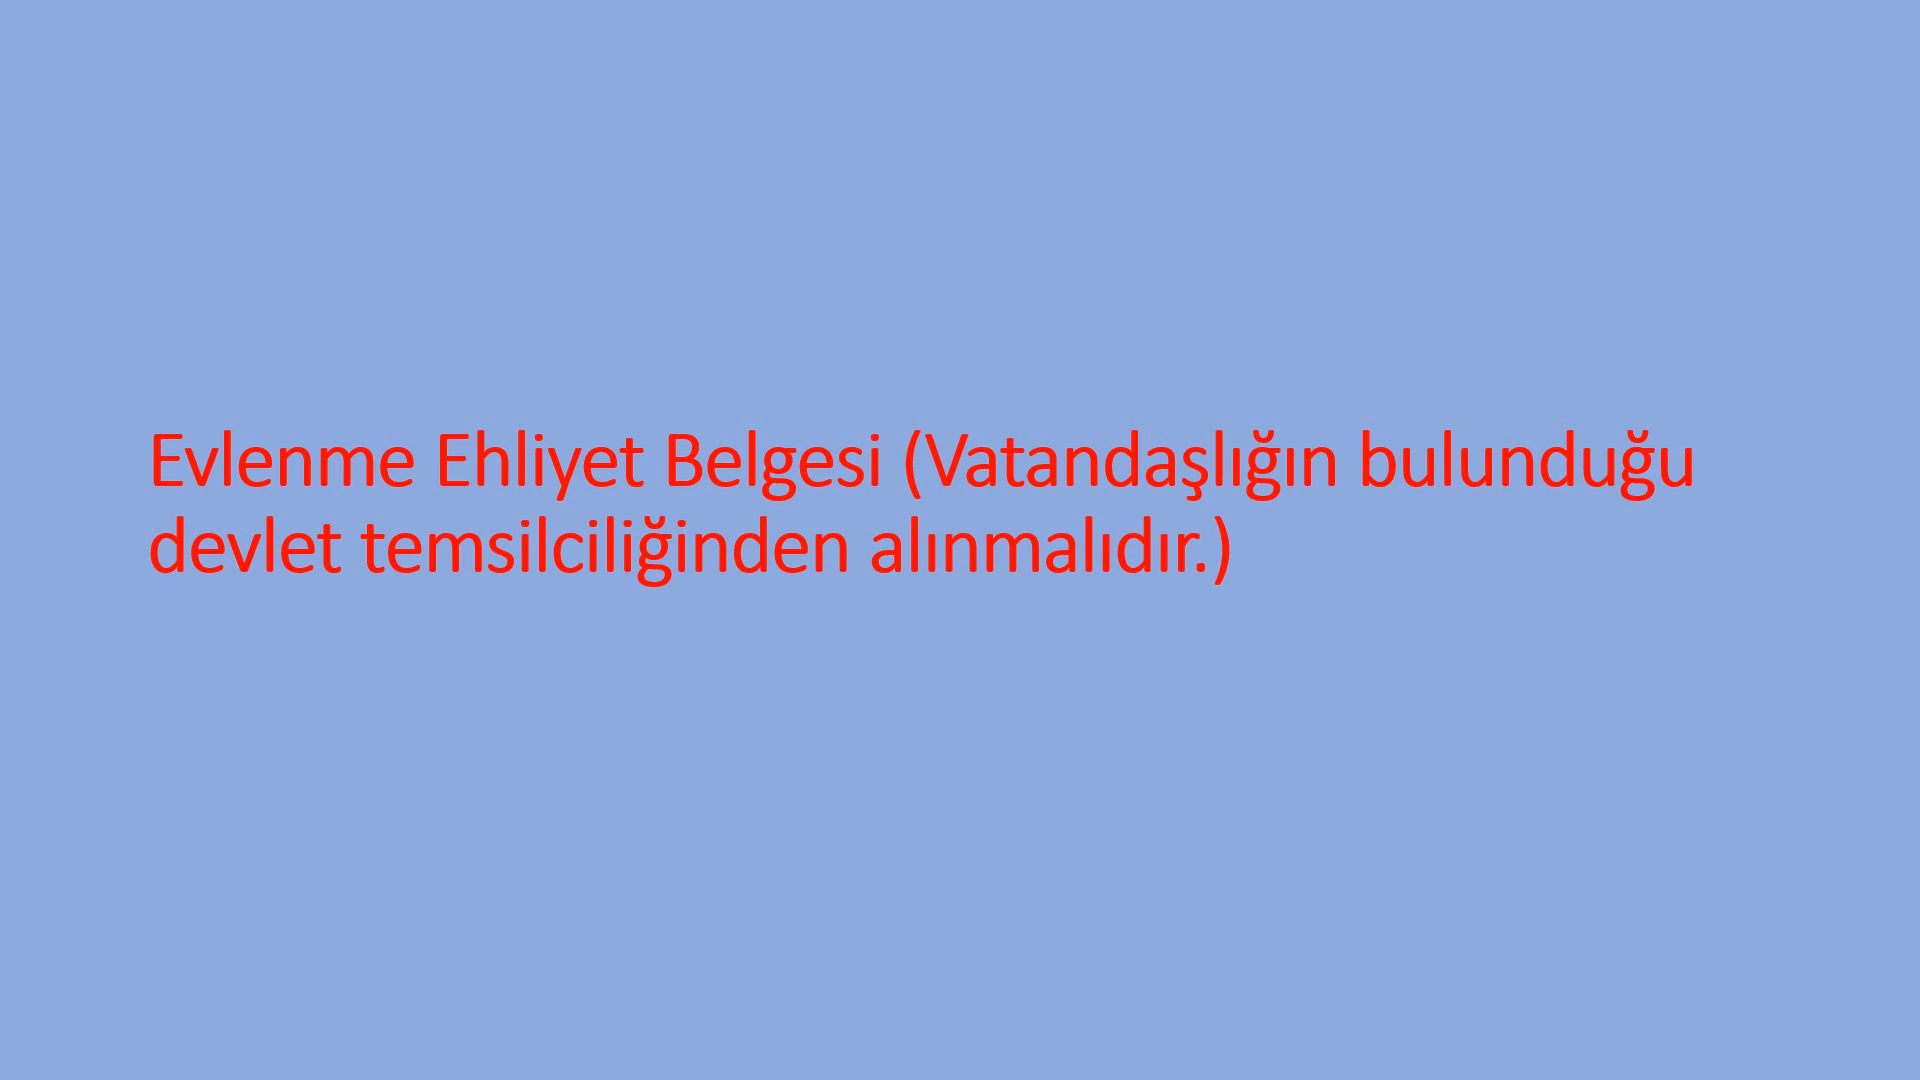 Evlenme Ehliyet Belgesi (Vatandaşlığın bulunduğu
devlet temsilciliğinden alınmalıdır.)